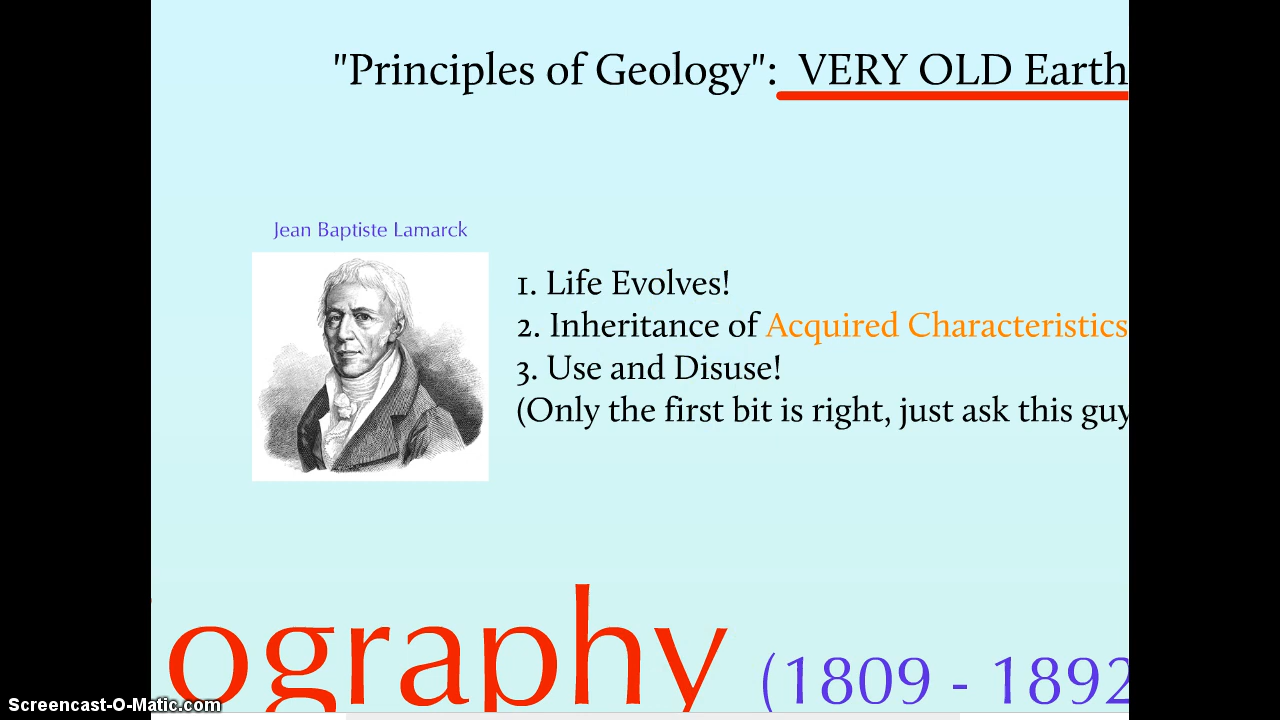 "Principles of Geology": VERY OLD Earth
Jean Baptiste Lamarck
1. Life Evolves!
2. Inheritance of Acquired Characteristics
3. Use and Disuse!
(Only the first bit is right, just ask this guy
ography (1809 - 1892
Screencast-O-Matic.com